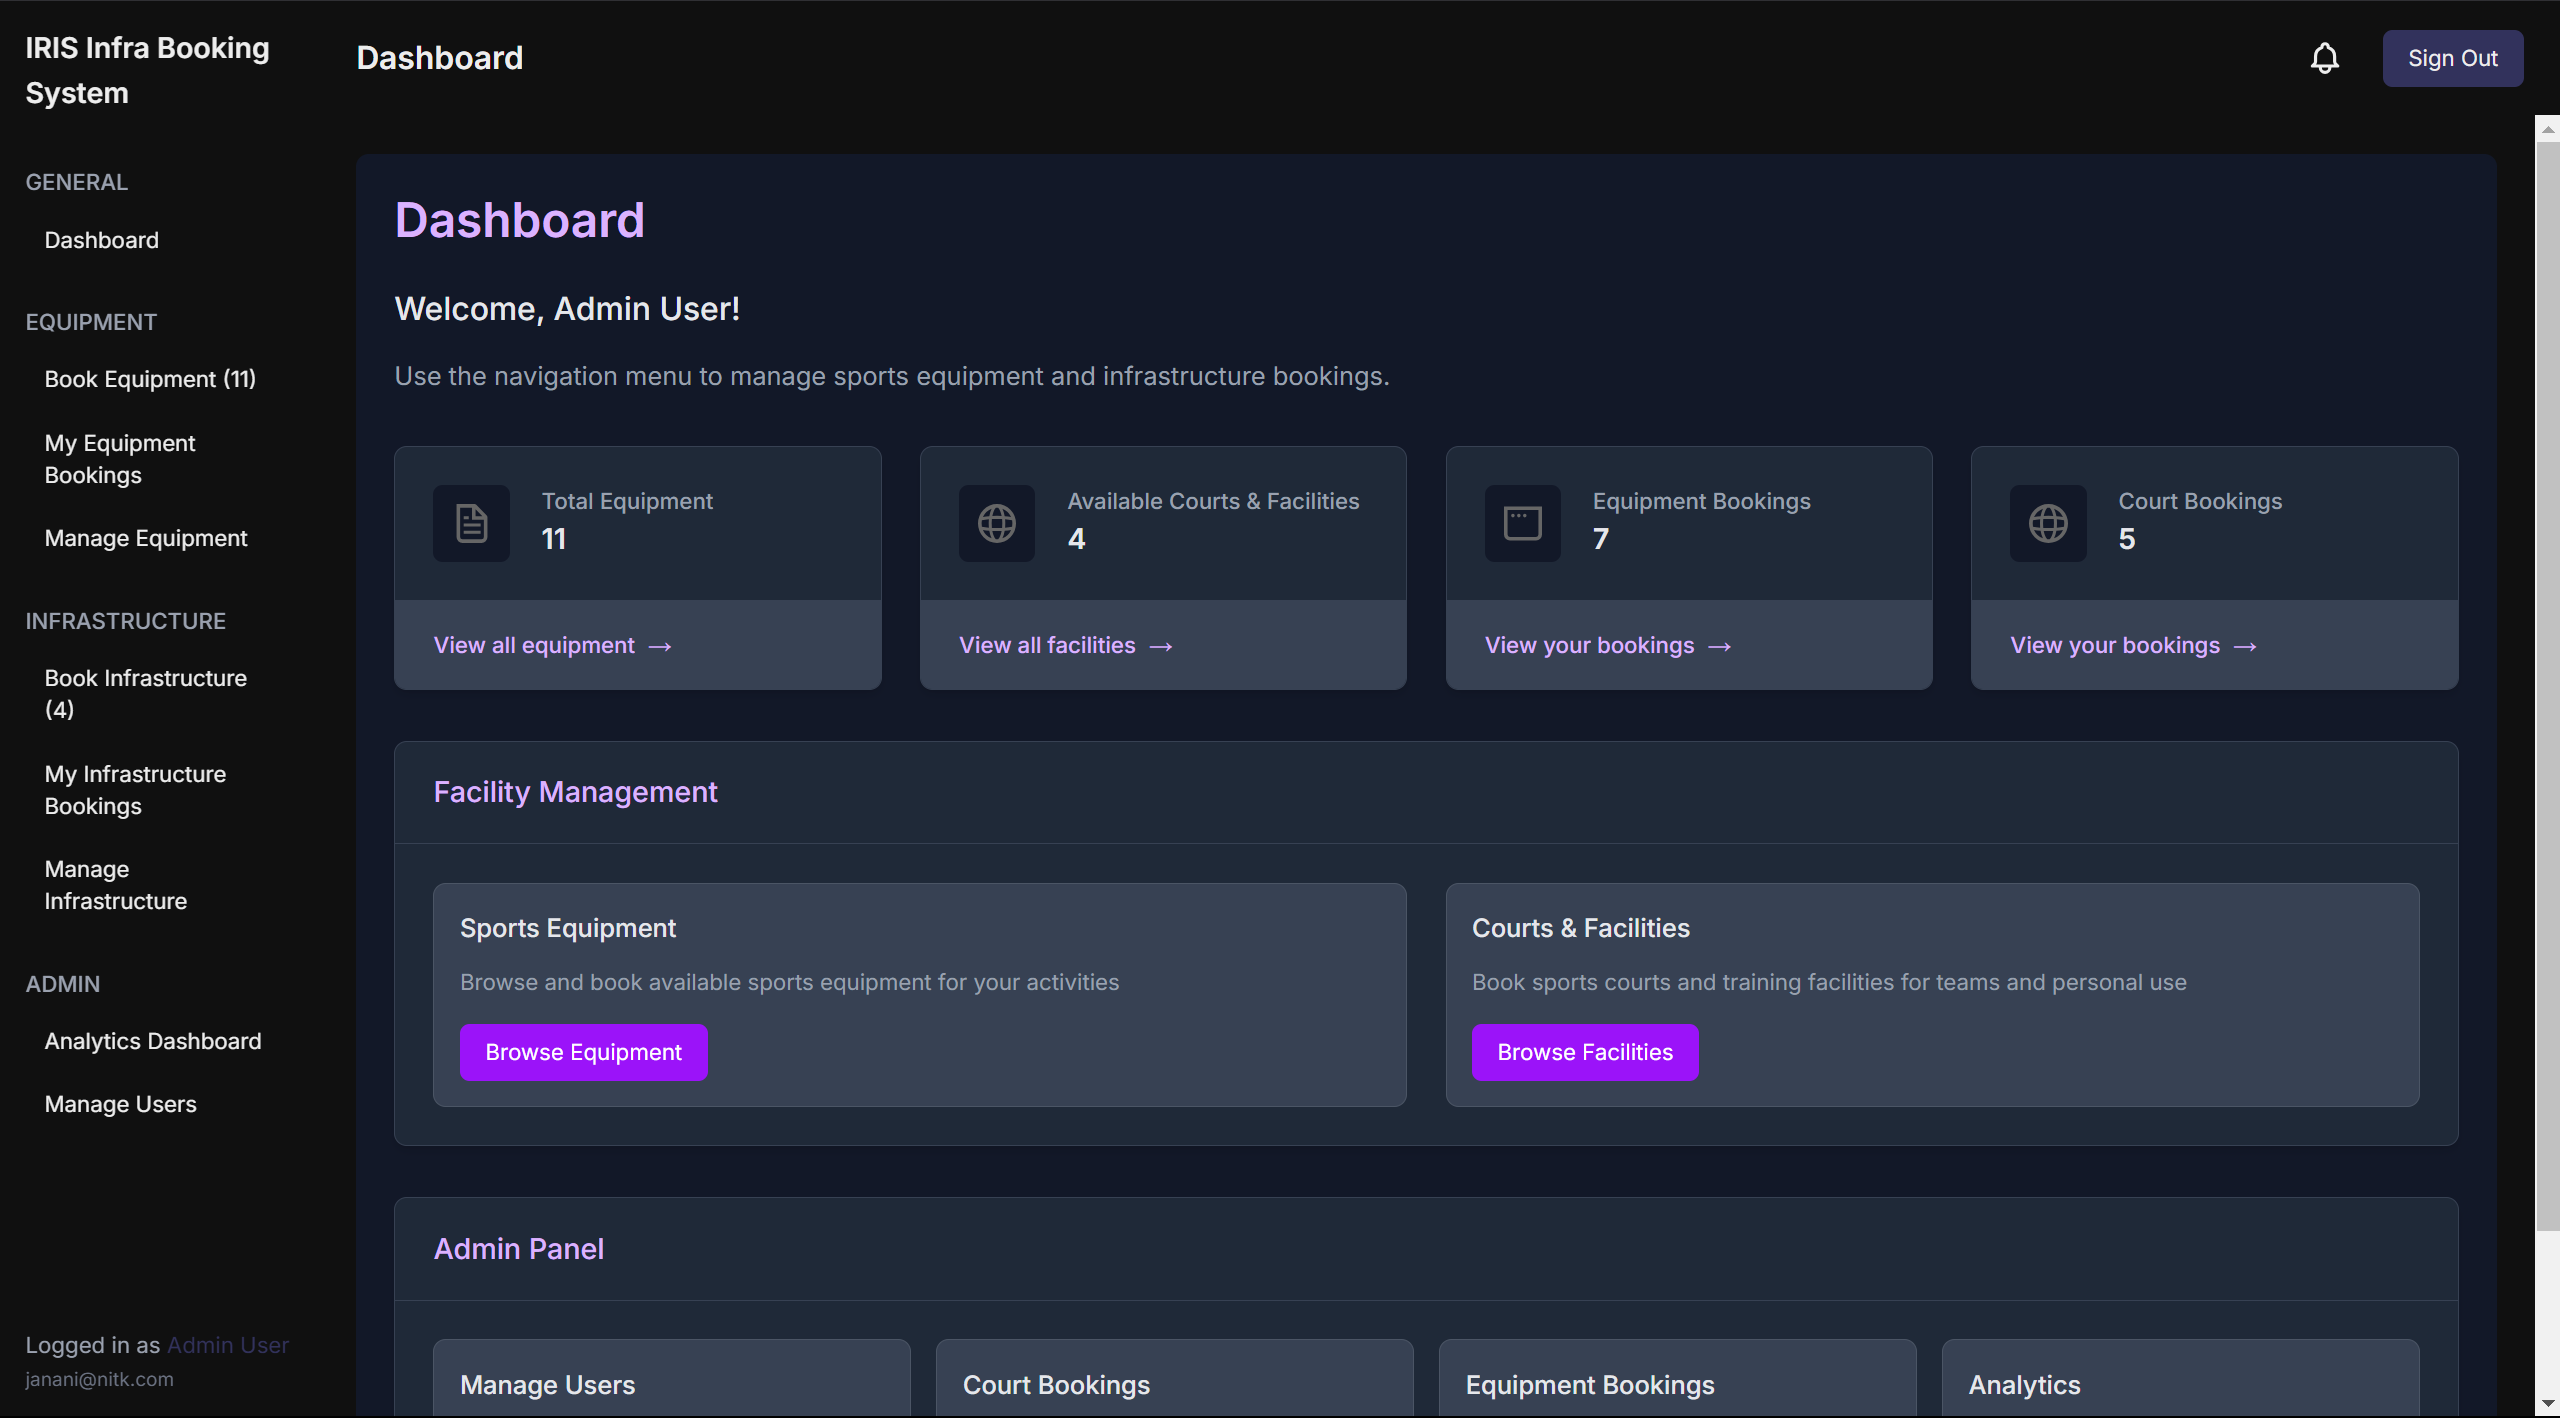 IRIS Infra Booking
System
GENERAL
Dashboard
EQUIPMENT
Book Equipment (11)
My Equipment
Bookings
Manage Equipment
INFRASTRUCTURE
Book Infrastructure
(4)
My Infrastructure
Bookings
Manage
Infrastructure
ADMIN
Analytics Dashboard
Manage Users
Logged in as Admin User
janani@nitk.com
Dashboard
Sign Out
Dashboard
Welcome, Admin User!
Use the navigation menu to manage sports equipment and infrastructure bookings.
Total Equipment
11
View all equipment →
Available Courts & Facilities
4
View all facilities →
Equipment Bookings
7
View your bookings →
Court Bookings
5
View your bookings →
Facility Management
Sports Equipment
Browse and book available sports equipment for your activities
Browse Equipment
Courts & Facilities
Book sports courts and training facilities for teams and personal use
Browse Facilities
Admin Panel
Manage Users
Court Bookings
Equipment Bookings
Analytics